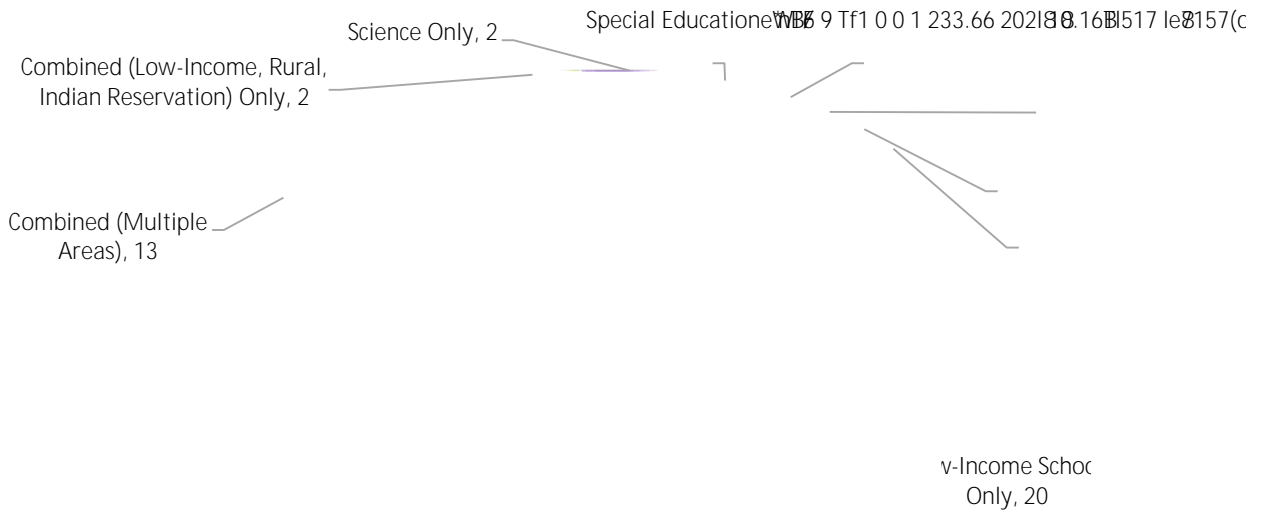 Special Education
Science Only, 2
Combined (Low-Income, Rural,
Indian Reservation) Only, 2
Combined (Multiple
Areas), 13
w-Income Schoo
Only, 20